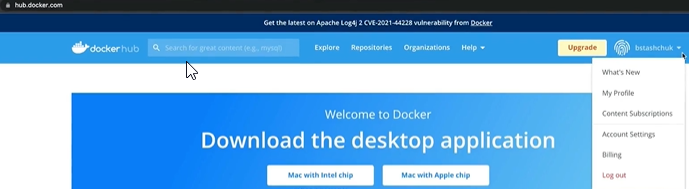 hub.docker.com
Get the latest on Apache Log4j 2 CVE-2021-44228 vulnerability from Docker
dockerhub Search for great content (e.g., mysql) Explore Repositories Organizations Help Upgrade bstashchuk
What's New
My Profile
Content Subscriptions
Account Settings
Billing
Log out
Welcome to Docker
Download the desktop application
Mac with Intel chip Mac with Apple chip